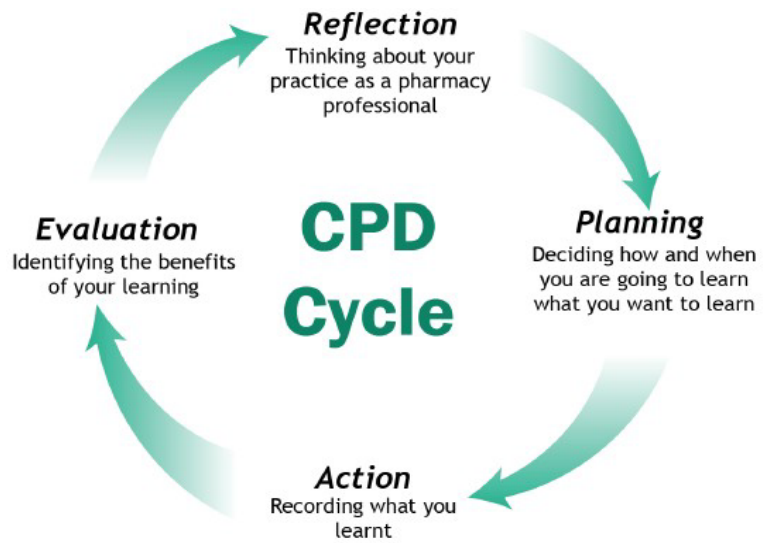 Reflection
Thinking about your
practice as a pharmacy
professional
Planning
Deciding how and when
you are going to learn
what you want to learn
Action
Recording what you
learnt
Evaluation
Identifying the benefits
of your learning
CPD
Cycle